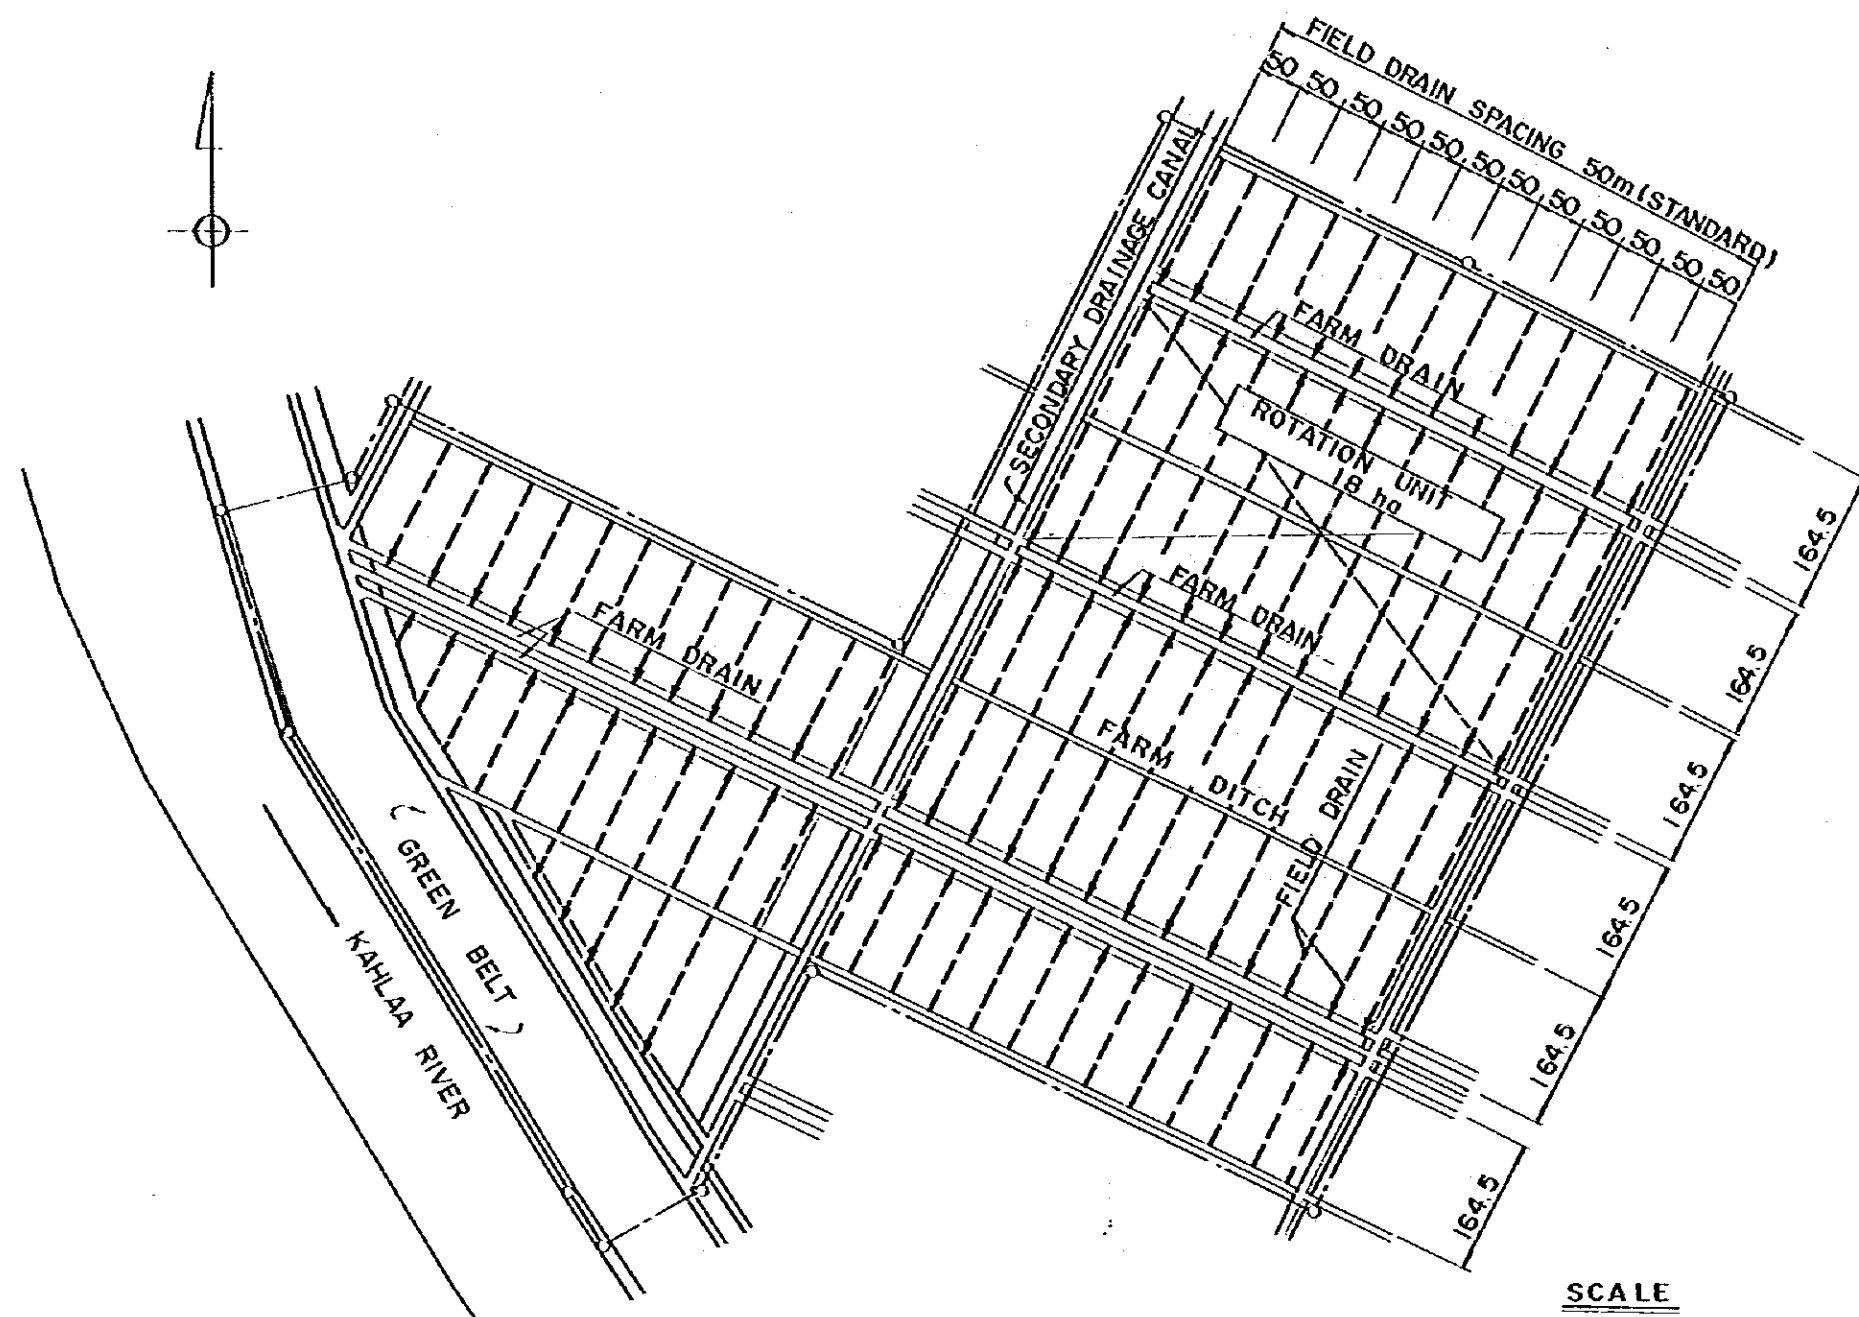 FIELD DRAIN SPACING 50m (STANDARD)
50 50 50 50 50 50 50 50 50 50 50 50
(SECONDARY DRAINAGE CANAL
FARM DRAIN
ROTATION UNIT
18 ha
164.5
FARM DRAIN
FARM DRAIN
164.5
FARM DITCH
FIELD DRAIN
164.5
(GREEN BELT)
KAHLAA RIVER
164.5
164.5
164.5
SCALE